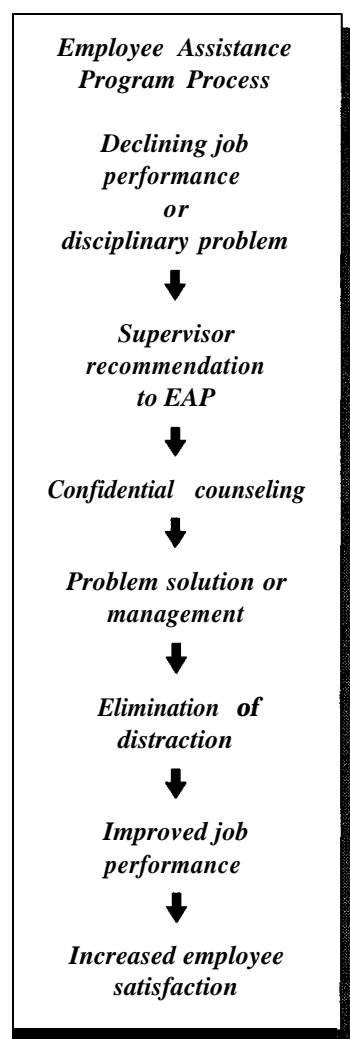 Employee Assistance
Program Process
Declining job
performance
or
disciplinary problem
Supervisor
recommendation
to EAP
Confidential counseling
Problem solution or
management
Elimination of
distraction
Improved job
performance
Increased employee
satisfaction